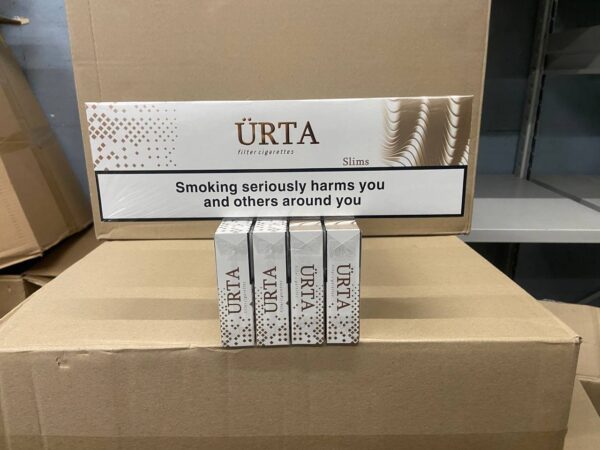 ÜRTA
filter cigarettes
Slims
Smoking seriously harms you
and others around you
ÜRTA
ÜRTA
ÜRTA
ÜRTA